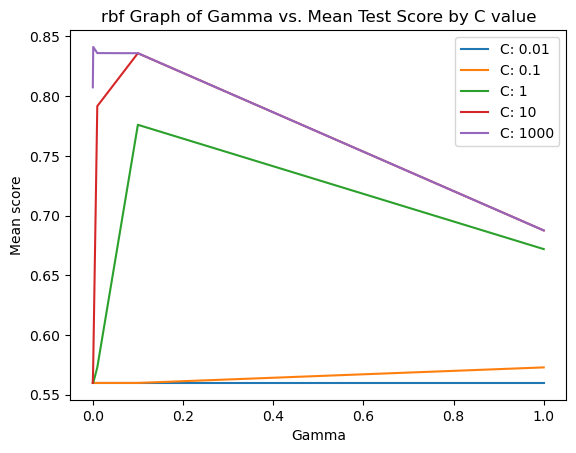 rbf Graph of Gamma vs. Mean Test Score by C value
0.85
0.80
0.75
0.70
0.65
0.60
0.55
Mean score
C: 0.01
C: 0.1
C: 1
C: 10
C: 1000
0.0 0.2 0.4 0.6 0.8 1.0
Gamma